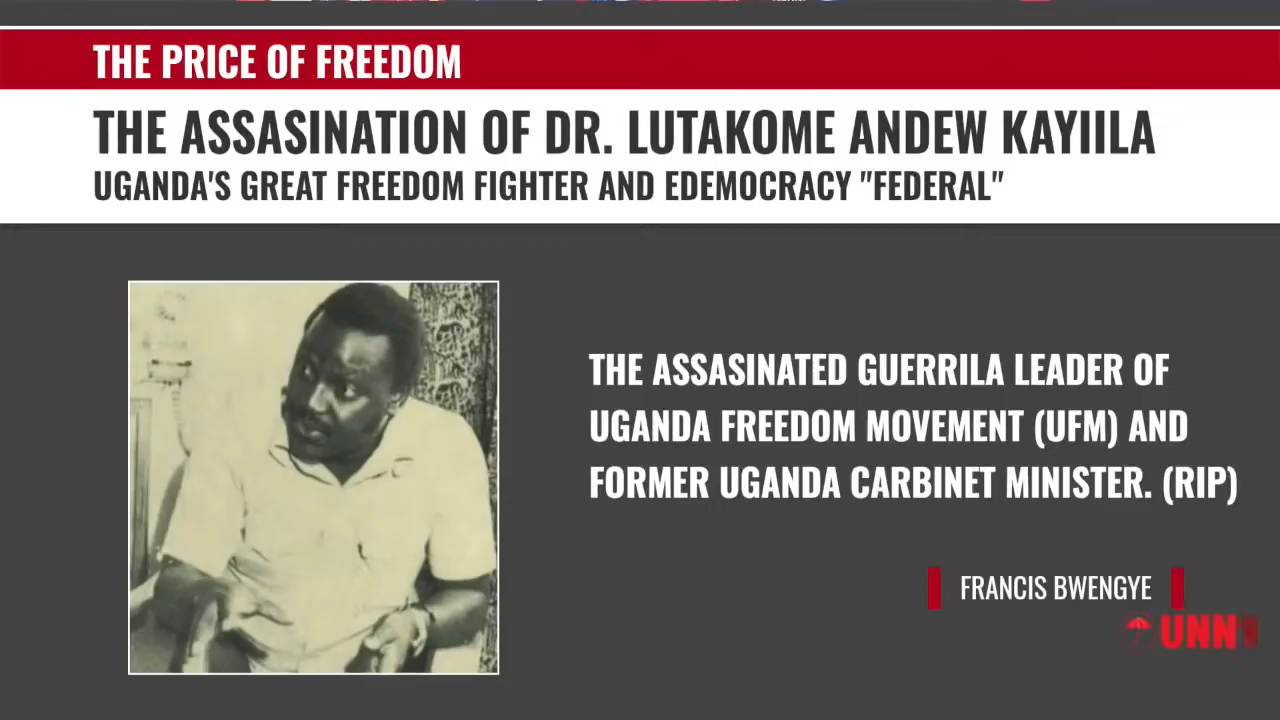 THE PRICE OF FREEDOM
THE ASSASINATION OF DR. LUTAKOME ANDEW KAYIILA
UGANDA'S GREAT FREEDOM FIGHTER AND EDEMOCRACY "FEDERAL"
THE ASSASINATED GUERRILA LEADER OF
UGANDA FREEDOM MOVEMENT (UFM) AND
FORMER UGANDA CARBINET MINISTER. (RIP)
FRANCIS BWENGYE
UNN